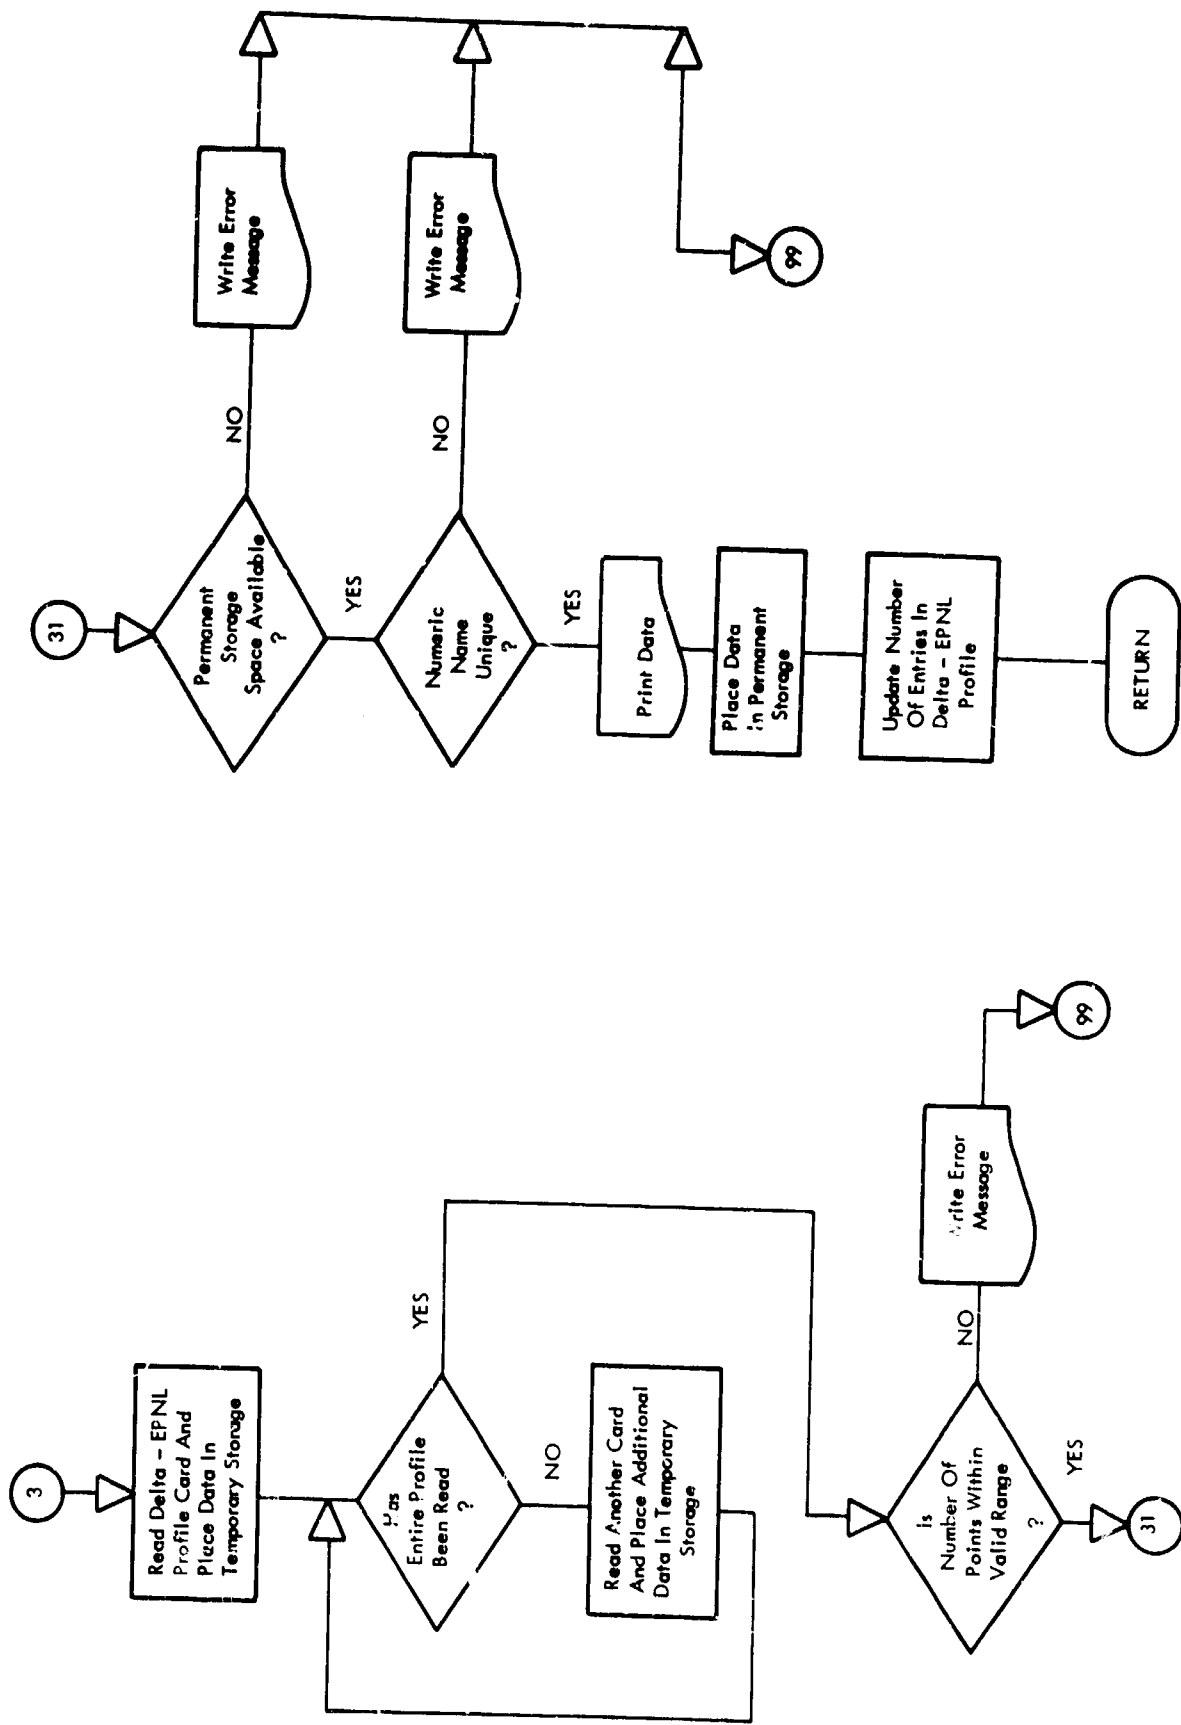 3
Read Delta - EPNL
Profile Card And
Place Data In
Temporary Storage
Has
Entire Profile
Been Read
?
YES
NO
Read Another Card
And Place Additional
Data In Temporary
Storage
Is
Number Of
Points Within
Valid Range
?
NO
Write Error
Message
99
YES
31
31
Permanent
Storage
Space Available
?
NO
Write Error
Message
YES
Numeric
Name
Unique
?
NO
Write Error
Message
99
YES
Print Data
Place Data
In Permanent
Storage
Update Number
Of Entries In
Delta - EPNL
Profile
RETURN